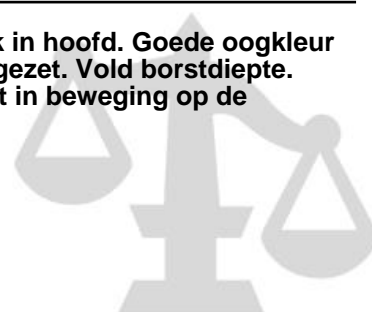 in hoofd. Goede oogkleur
gezet. Vold borstdiepte.
in beweging op de